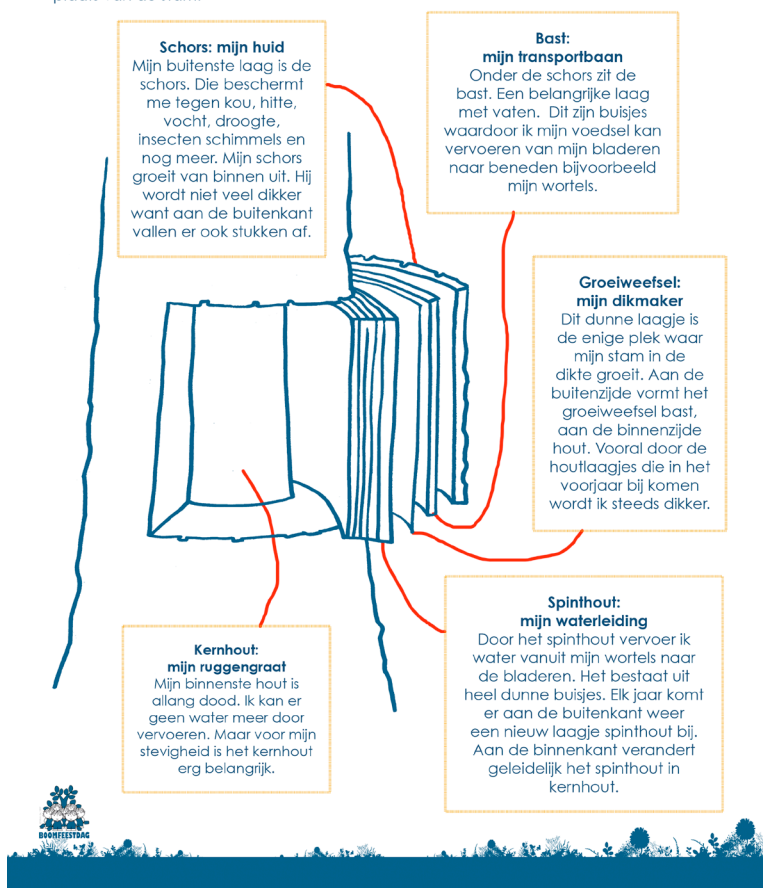 Schors: mijn huid
Mijn buitenste laag is de
schors. Die beschermt
me tegen kou, hitte,
vocht, droogte,
insecten schimmels en
nog meer. Mijn schors
groeit van binnen uit. Hij
wordt niet veel dikker
want aan de buitenkant
vallen er ook stukken af.
Bast:
mijn transportbaan
Onder de schors zit de
bast. Een belangrijke laag
met vaten. Dit zijn buisjes
waardoor ik mijn voedsel kan
vervoeren van mijn bladeren
naar beneden bijvoorbeeld
mijn wortels.
Groeiweefsel:
mijn dikmaker
Dit dunne laagje is
de enige plek waar
mijn stam in de
dikte groeit. Aan de
buitenzijde vormt het
groeiweefsel bast,
aan de binnenzijde
hout. Vooral door de
houtlaagjes die in het
voorjaar bij komen
wordt ik steeds dikker.
Spinthout:
mijn waterleiding
Door het spinthout vervoer ik
water vanuit mijn wortels naar
de bladeren. Het bestaat uit
heel dunne buisjes. Elk jaar komt
er aan de buitenkant weer
een nieuw laagje spinthout bij.
Aan de binnenkant verandert
geleidelijk het spinthout in
kernhout.
Kernhout:
mijn ruggengraat
Mijn binnenste hout is
allang dood. Ik kan er
geen water meer door
vervoeren. Maar voor mijn
stevigheid is het kernhout
erg belangrijk.
BOOMFEESTDAG